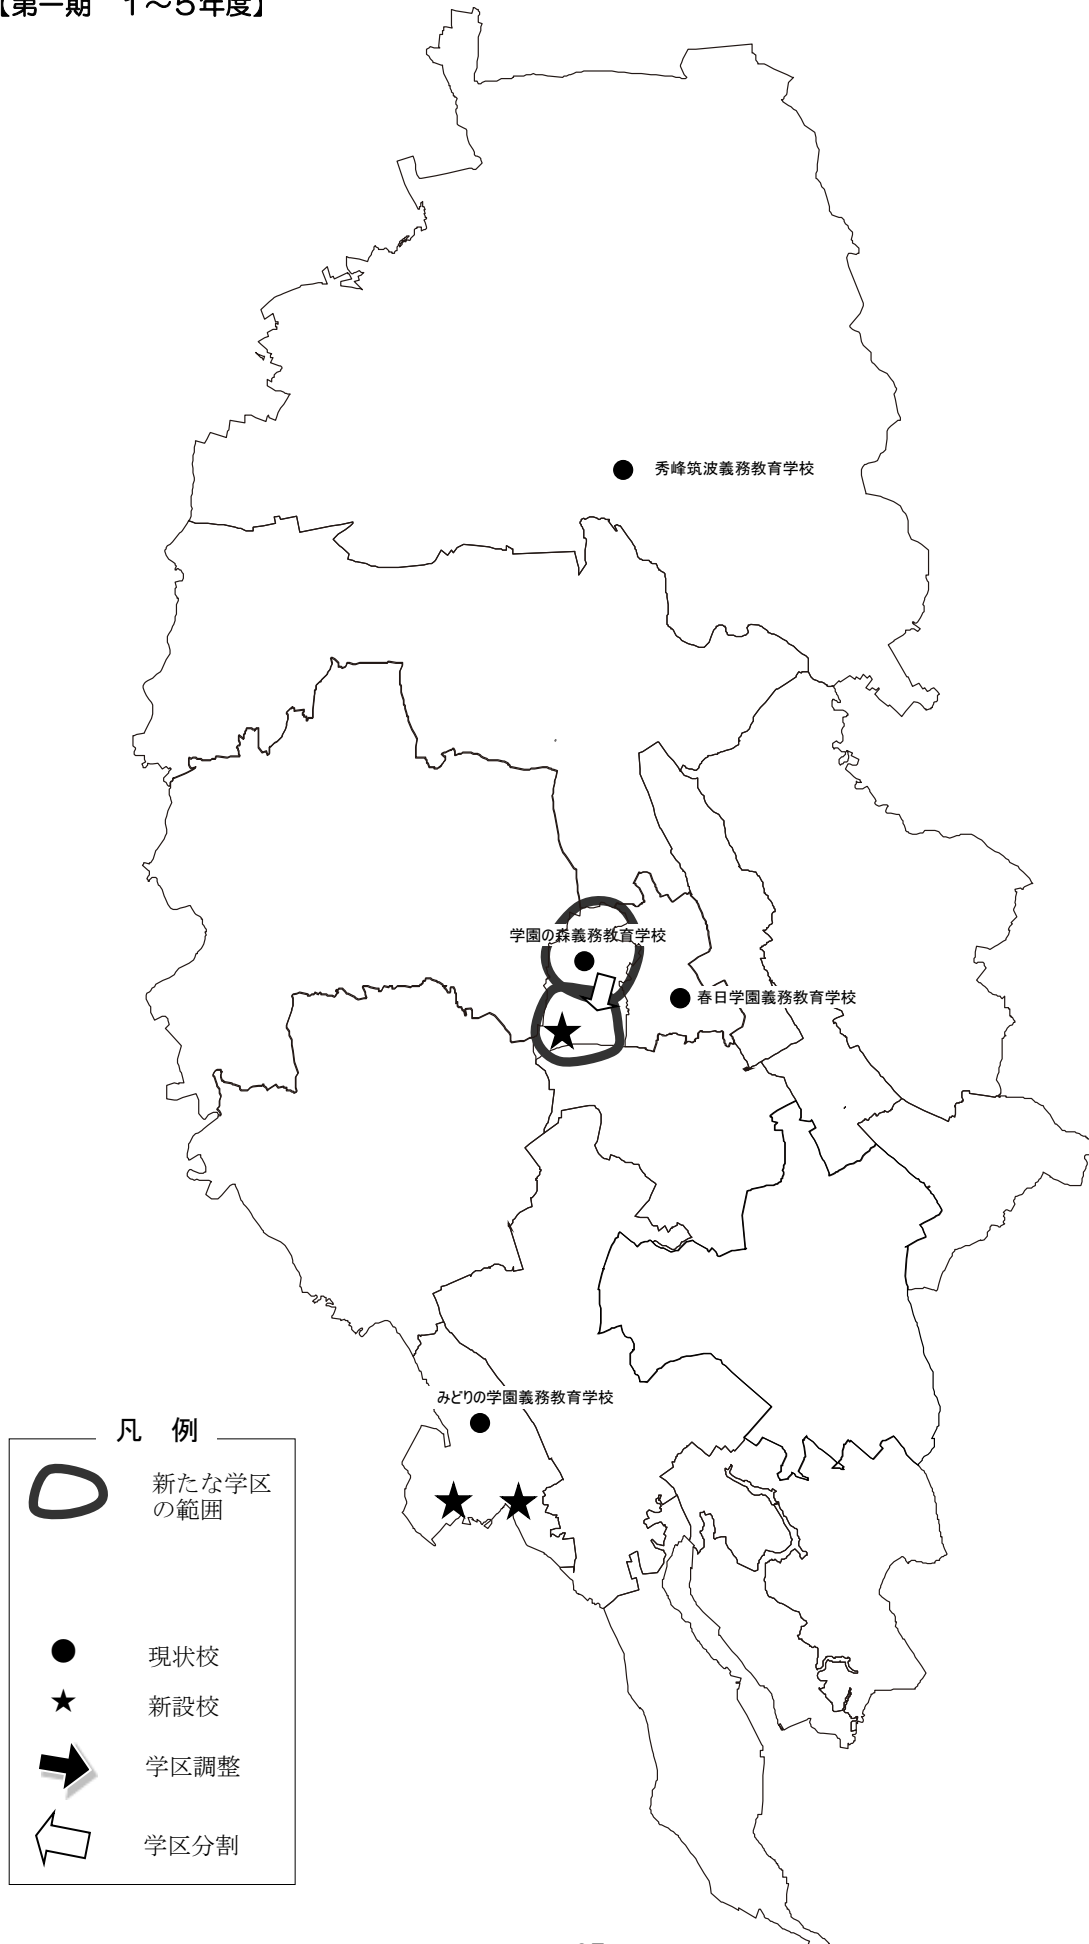 【第一期　１～５年度】
秀峰筑波義務教育学校
学園の森義務教育学校
春日学園義務教育学校
みどりの学園義務教育学校
凡　例
新たな学区
の範囲
現状校
新設校
学区調整
学区分割